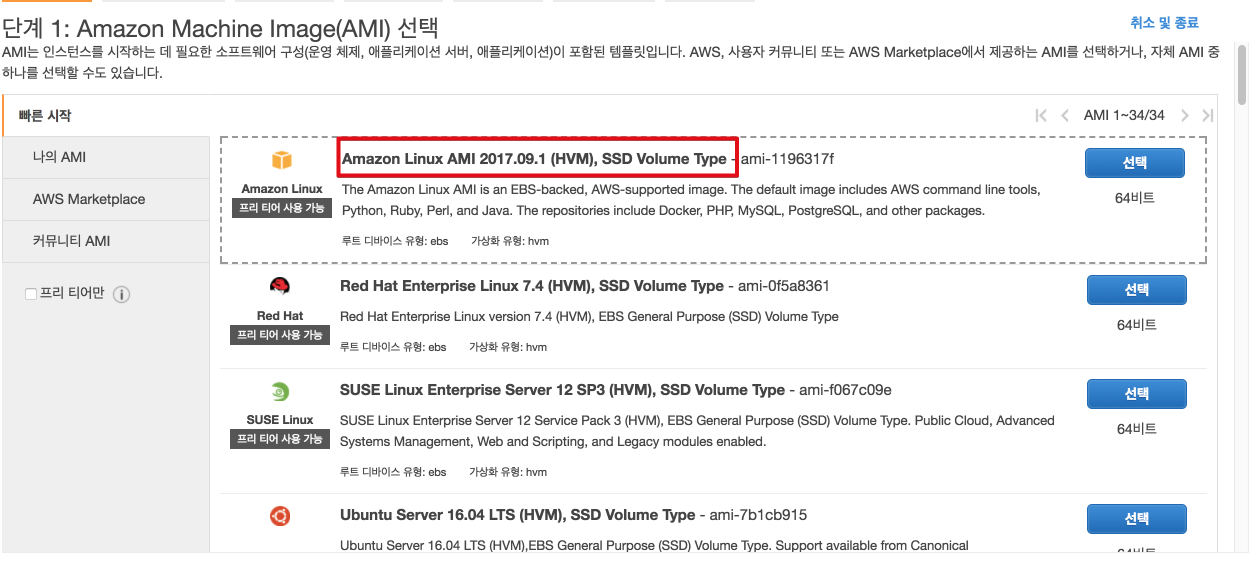 단계 1: Amazon Machine Image(AMI) 선택
취소 및 종료
AMI는 인스턴스를 시작하는 데 필요한 소프트웨어 구성(운영 체제, 애플리케이션 서버, 애플리케이션)이 포함된 템플릿입니다. AWS, 사용자 커뮤니티 또는 AWS Marketplace에서 제공하는 AMI를 선택하거나, 자체 AMI 중
하나를 선택할 수도 있습니다.
빠른 시작
AMI 1~34/34
나의 AMI
AWS Marketplace
커뮤니티 AMI
프리 티어만
Amazon Linux
프리 티어 사용 가능
Amazon Linux AMI 2017.09.1 (HVM), SSD Volume Type - ami-1196317f
The Amazon Linux AMI is an EBS-backed, AWS-supported image. The default image includes AWS command line tools,
Python, Ruby, Perl, and Java. The repositories include Docker, PHP, MySQL, PostgreSQL, and other packages.
루트 디바이스 유형: ebs 가상화 유형: hvm
선택
64비트
Red Hat
프리 티어 사용 가능
Red Hat Enterprise Linux 7.4 (HVM), SSD Volume Type - ami-0f5a8361
Red Hat Enterprise Linux version 7.4 (HVM), EBS General Purpose (SSD) Volume Type
루트 디바이스 유형: ebs 가상화 유형: hvm
선택
64비트
SUSE Linux
프리 티어 사용 가능
SUSE Linux Enterprise Server 12 SP3 (HVM), SSD Volume Type - ami-f067c09e
SUSE Linux Enterprise Server 12 Service Pack 3 (HVM), EBS General Purpose (SSD) Volume Type. Public Cloud, Advanced
Systems Management, Web and Scripting, and Legacy modules enabled.
루트 디바이스 유형: ebs 가상화 유형: hvm
선택
64비트
Ubuntu Server 16.04 LTS (HVM), SSD Volume Type - ami-7b1cb915
Ubuntu Server 16.04 LTS (HVM),EBS General Purpose (SSD) Volume Type. Support available from Canonical
선택
64비트